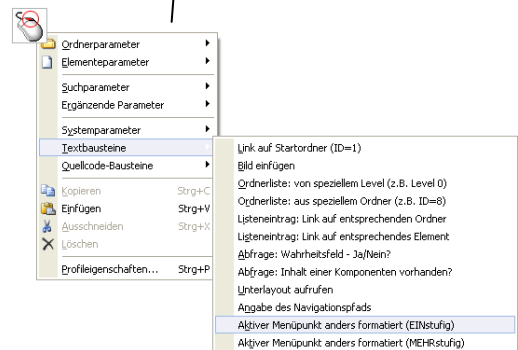 Ordnerparameter
Elementeparameter
Suchparameter
Ergänzende Parameter
Systemparameter
Textbausteine
Quellcode-Bausteine
Kopieren Strg+C
Einfügen Strg+V
Ausschneiden Strg+X
Löschen
Profileigenschaften... Strg+P
Link auf Startordner (ID=1)
Bild einfügen
Ordnerliste: von speziellem Level (z.B. Level 0)
Ordnerliste: aus speziellem Ordner (z.B. ID=8)
Listeneintrag: Link auf entsprechenden Ordner
Listeneintrag: Link auf entsprechendes Element
Abfrage: Wahrheitsfeld - Ja/Nein?
Abfrage: Inhalt einer Komponenten vorhanden?
Unterlayout aufrufen
Angabe des Navigationspfads
Aktiver Menüpunkt anders formatiert (EINstufig)
Aktiver Menüpunkt anders formatiert (MEHRstufig)